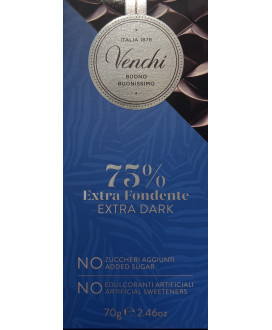 ITALIA 1878
Venchi
BUONO
BUONISSIMO
75%
Extra Fondente
EXTRA DARK
NO ZUCCHERI AGGIUNTI
ADDED SUGAR
NO EDULCORANTI ARTIFICIALI
ARTIFICIAL SWEETENERS
70g ℮ 2.46oz